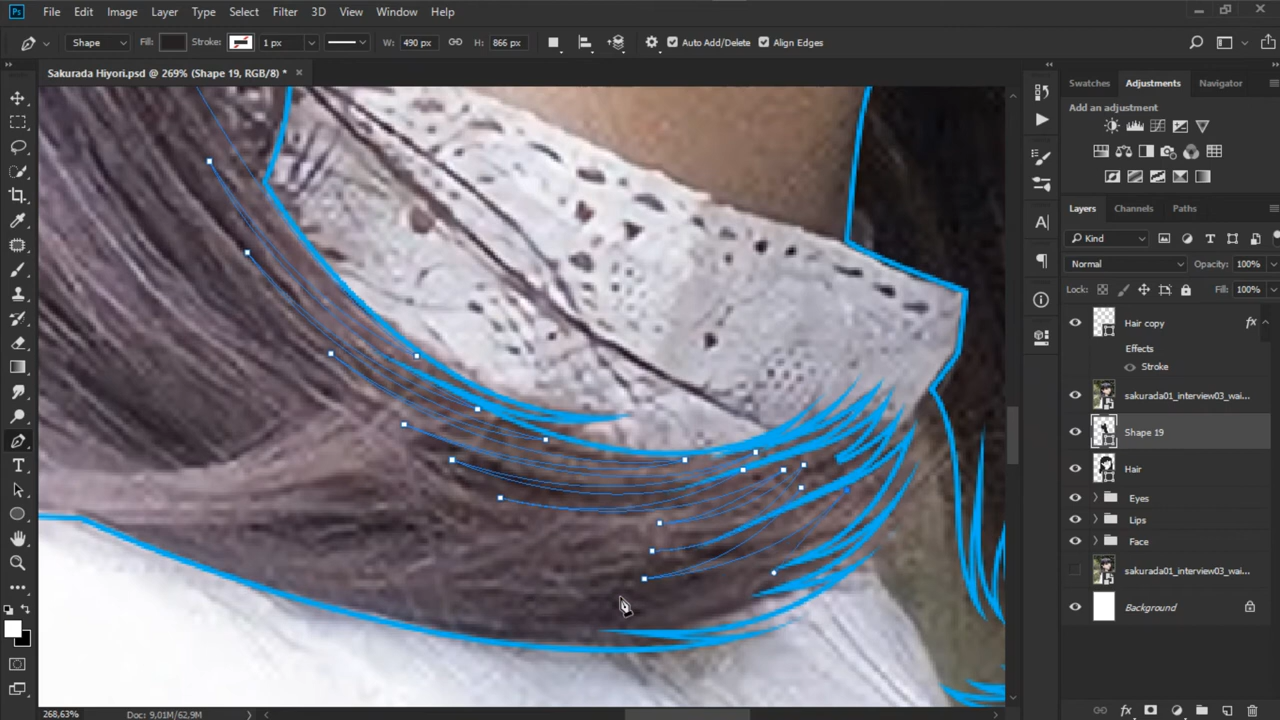 Ps File Edit Image Layer Type Select Filter 3D View Window Help
Shape Fill: Stroke: 1 px W: 490 px H: 866 px Auto Add/Delete Align Edges
Sakurada Hiyori.psd @ 269% (Shape 19, RGB/8) *
Swatches Adjustments Navigator
Add an adjustment
Layers Channels Paths
Kind
Normal Opacity: 100%
Lock: Fill: 100%
Hair copy fx
Effects
Stroke
sakurada01_interview03_wai...
Shape 19
Hair
Eyes
Lips
Face
sakurada01_interview03_wai...
Background
268,63% Doc: 9,01M/62,9M